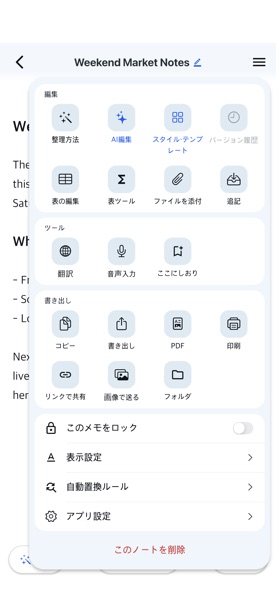 Weekend Market Notes
編集
整理方法
AI編集
スタイル·テンプ
レート
バージョン履歴
表の編集
表ツール
ファイルを添付
追記
ツール
翻訳
音声入力
ここにしおり
書き出し
コピー
書き出し
PDF
印刷
リンクで共有
画像で送る
フォルダ
このメモをロック
表示設定
自動置換ルール
アプリ設定
このノートを削除
We
The
this
Sat
Wh
- Fr
- So
- Lo
Nex
live
her